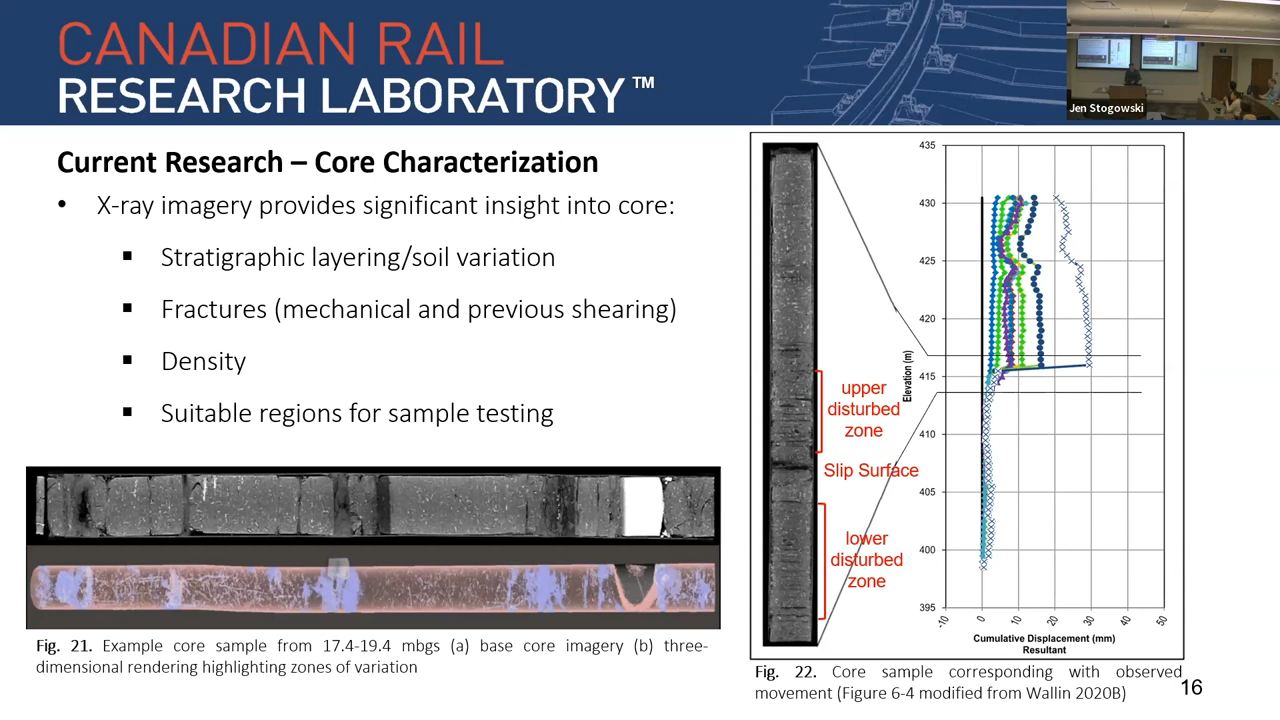 CANADIAN RAIL
RESEARCH LABORATORY™
Jen Stogowski
Current Research – Core Characterization
• X-ray imagery provides significant insight into core:
▪ Stratigraphic layering/soil variation
▪ Fractures (mechanical and previous shearing)
▪ Density
▪ Suitable regions for sample testing
Fig. 21. Example core sample from 17.4-19.4 mbgs (a) base core imagery (b) three-
dimensional rendering highlighting zones of variation
upper
disturbed
zone
Slip Surface
lower
disturbed
zone
Elevation (m)
435
430
425
420
415
410
405
400
395
-10
0
10
20
30
40
50
Cumulative Displacement (mm)
Resultant
Fig. 22. Core sample corresponding with observed
movement (Figure 6-4 modified from Wallin 2020B)
16